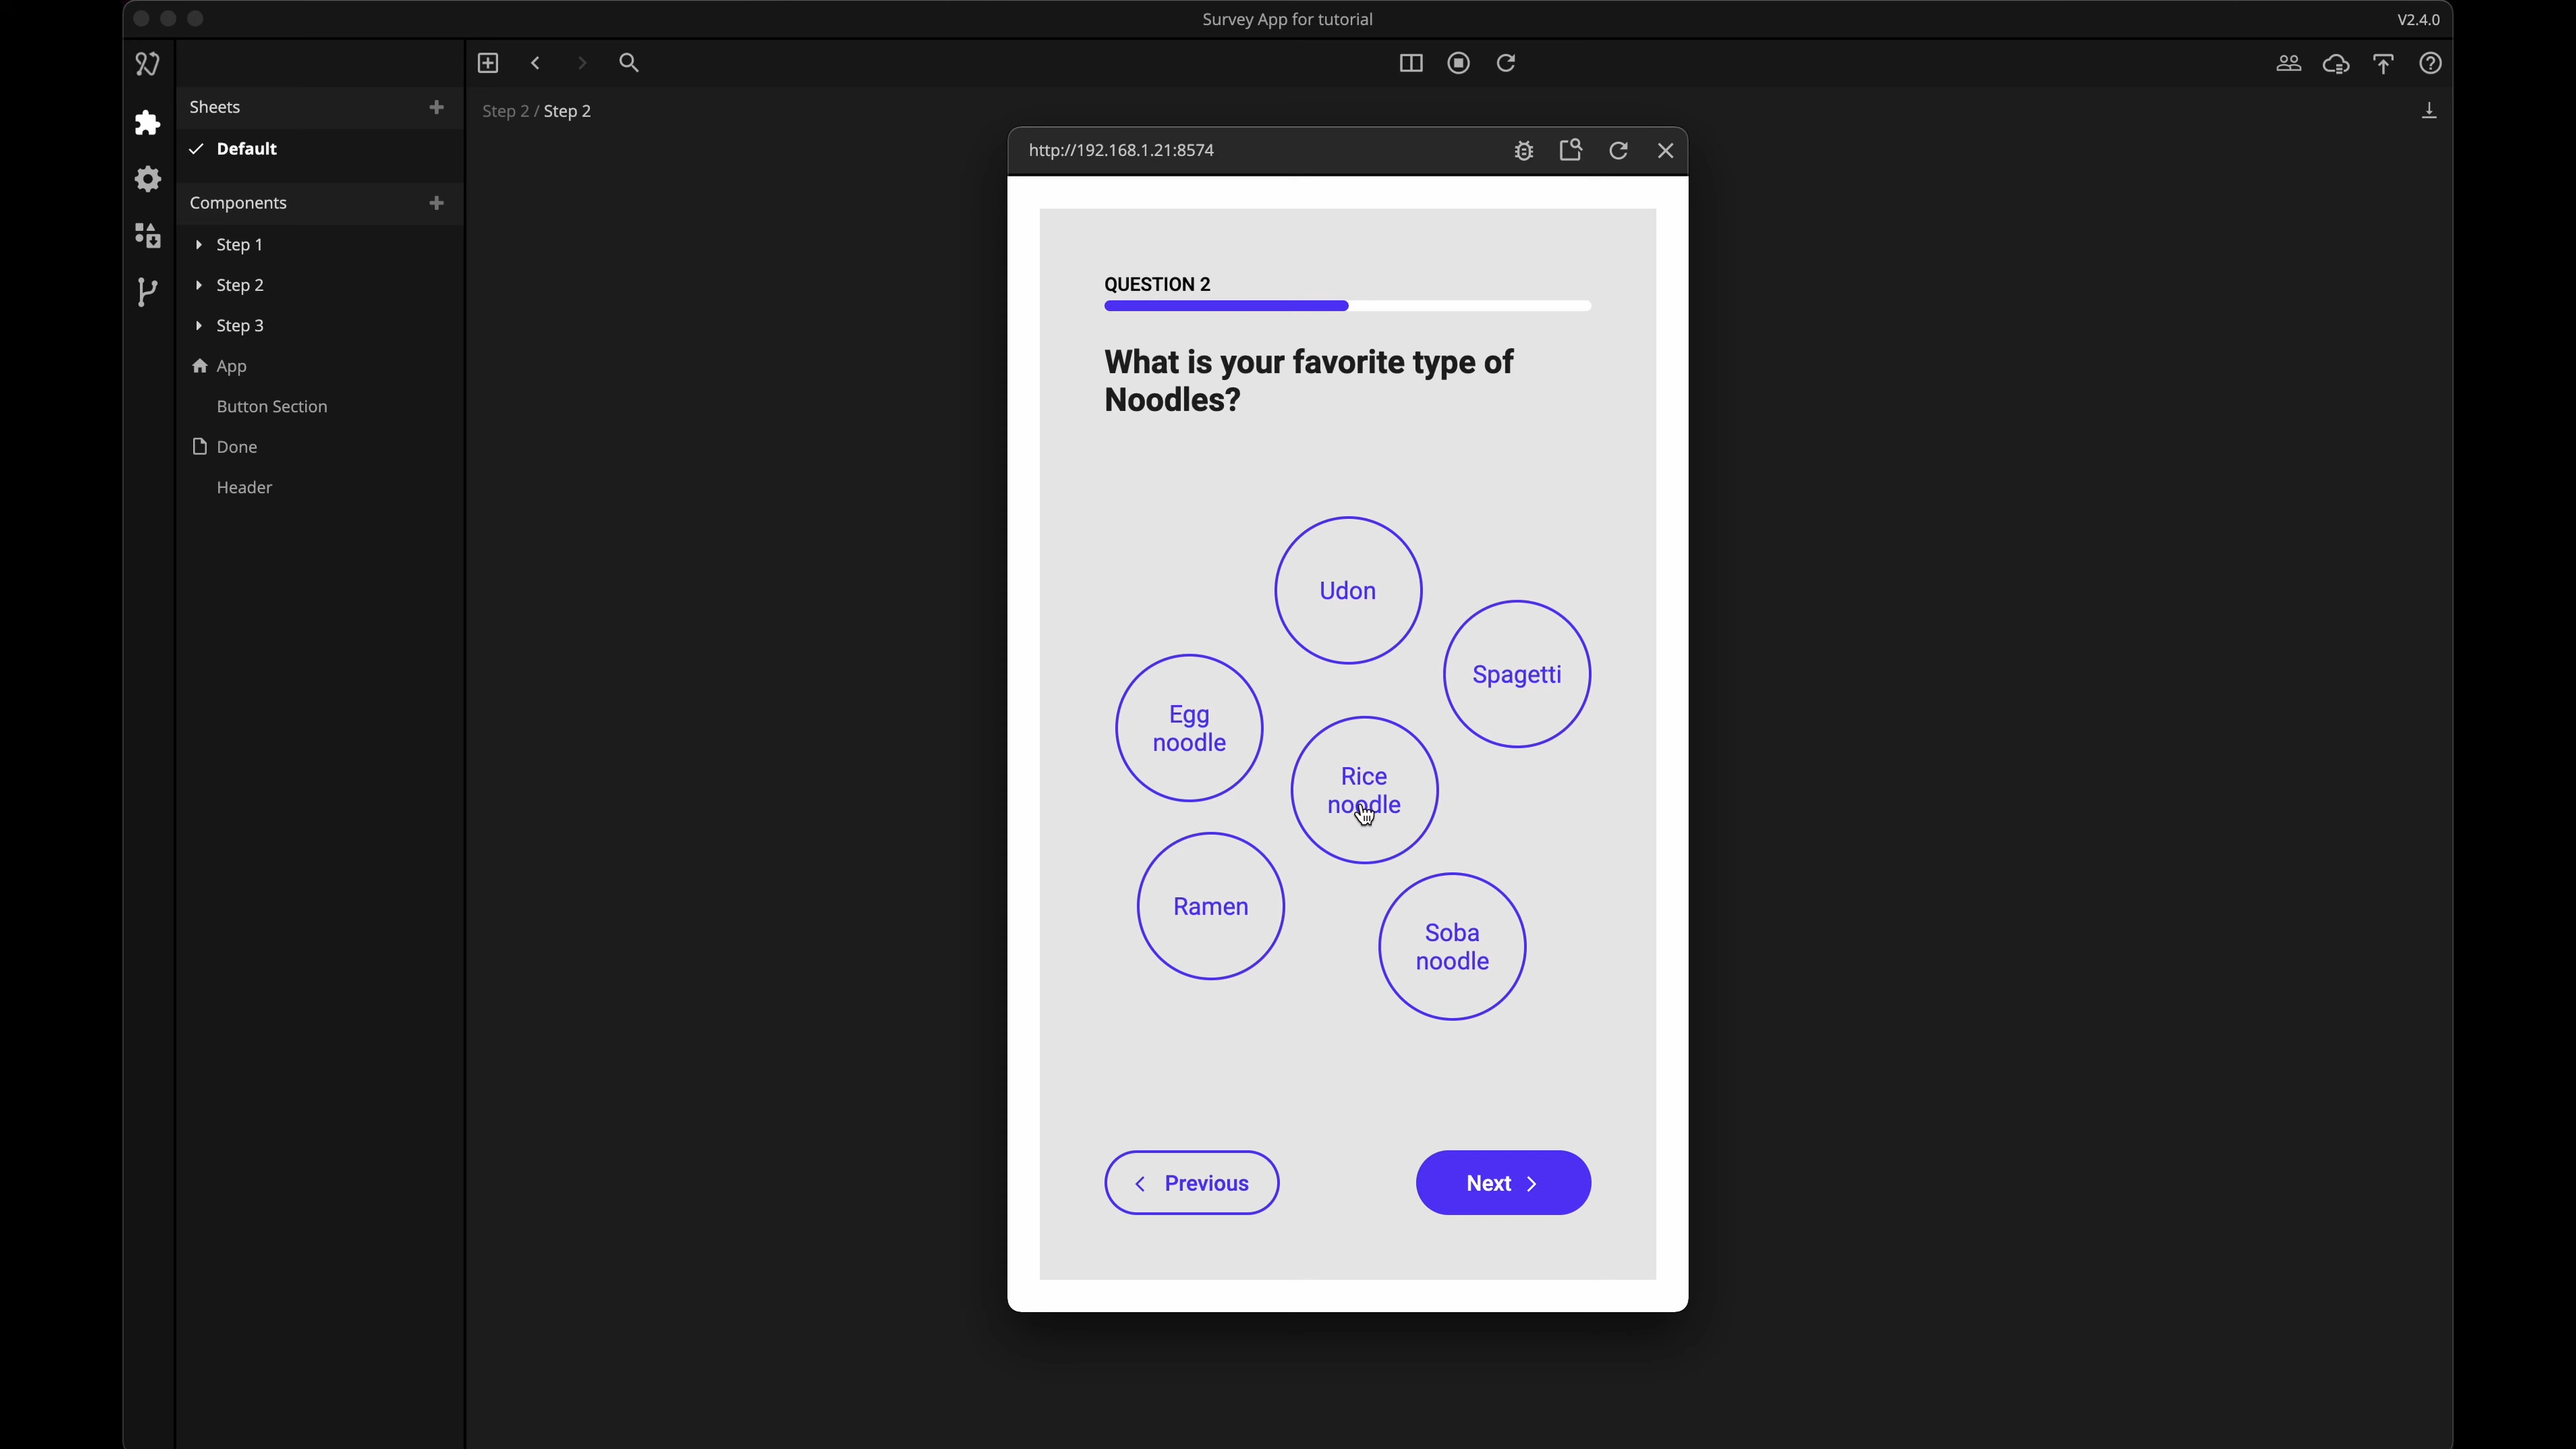 Survey App for tutorial
V2.4.0
Sheets
Default
Components
Step 1
Step 2
Step 3
App
Button Section
Done
Header
Step 2 / Step 2
http://192.168.1.21:8574
QUESTION 2
What is your favorite type of
Noodles?
Udon
Spagetti
Egg
noodle
Rice
noodle
Ramen
Soba
noodle
Previous
Next